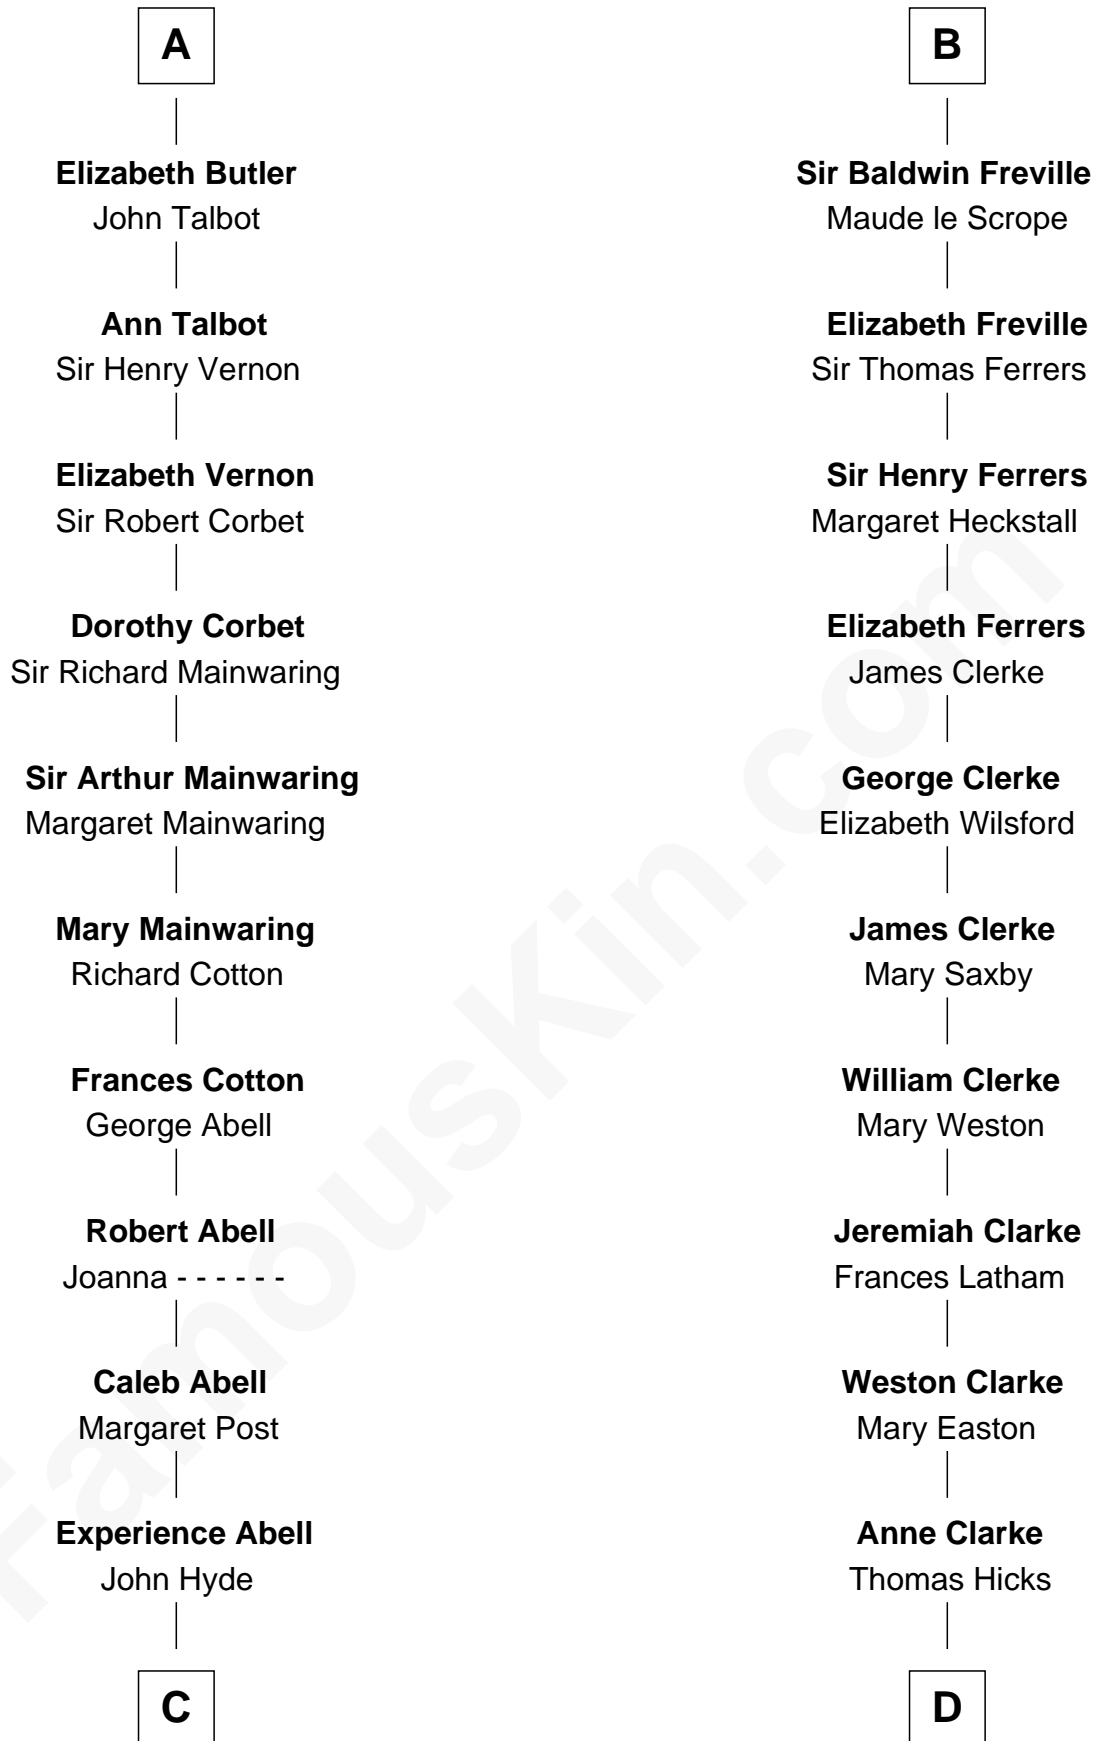 A
Elizabeth Butler
John Talbot
Ann Talbot
Sir Henry Vernon
Elizabeth Vernon
Sir Robert Corbet
Dorothy Corbet
Sir Richard Mainwaring
Sir Arthur Mainwaring
Margaret Mainwaring
Mary Mainwaring
Richard Cotton
Frances Cotton
George Abell
Robert Abell
Joanna - - - - - -
Caleb Abell
Margaret Post
Experience Abell
John Hyde
C
B
Sir Baldwin Freville
Maude le Scrope
Elizabeth Freville
Sir Thomas Ferrers
Sir Henry Ferrers
Margaret Heckstall
Elizabeth Ferrers
James Clerke
George Clerke
Elizabeth Wilsford
James Clerke
Mary Saxby
William Clerke
Mary Weston
Jeremiah Clarke
Frances Latham
Weston Clarke
Mary Easton
Anne Clarke
Thomas Hicks
D
FamousKin.com